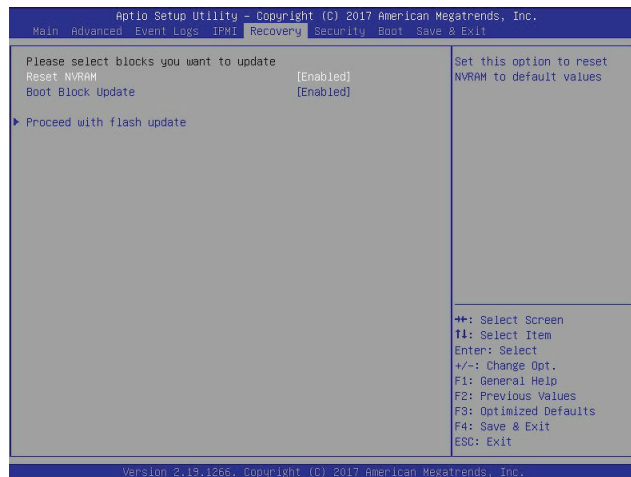 Aptio Setup Utility – Copyright (C) 2017 American Megatrends, Inc.
Main Advanced Event Logs IPMI Recovery Security Boot Save & Exit
Please select blocks you want to update
Reset NVRAM [Enabled]
Boot Block Update [Enabled]
Proceed with flash update
Set this option to reset
NVRAM to default values
→←: Select Screen
↑↓: Select Item
Enter: Select
+/-: Change Opt.
F1: General Help
F2: Previous Values
F3: Optimized Defaults
F4: Save & Exit
ESC: Exit
Version 2.19.1266. Copyright (C) 2017 American Megatrends, Inc.